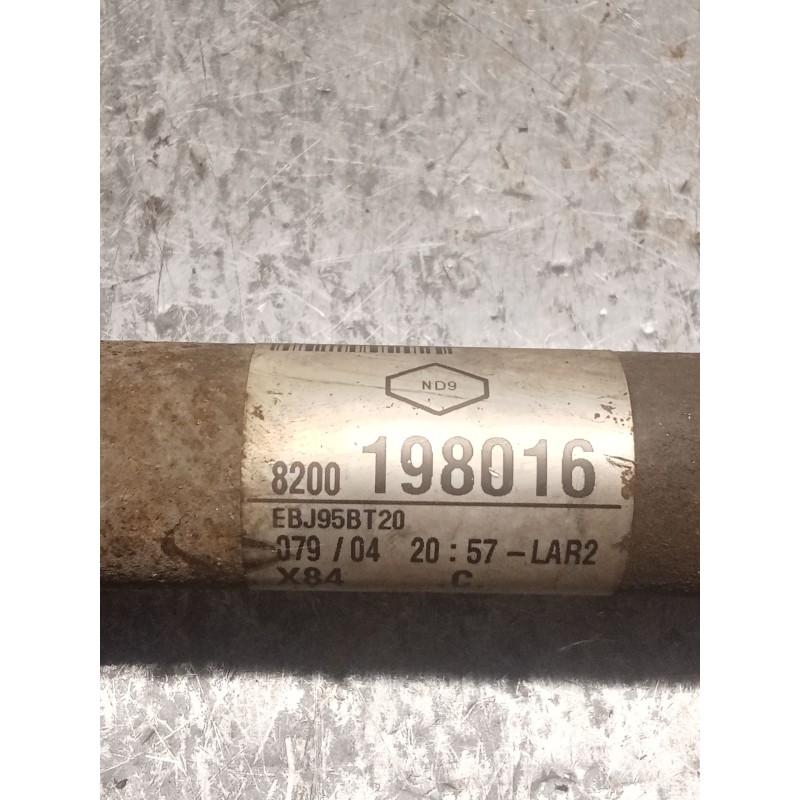 ND9
8200 198016
EBJ95BT20
079 / 04 20 : 57 - LAR2
X84 C